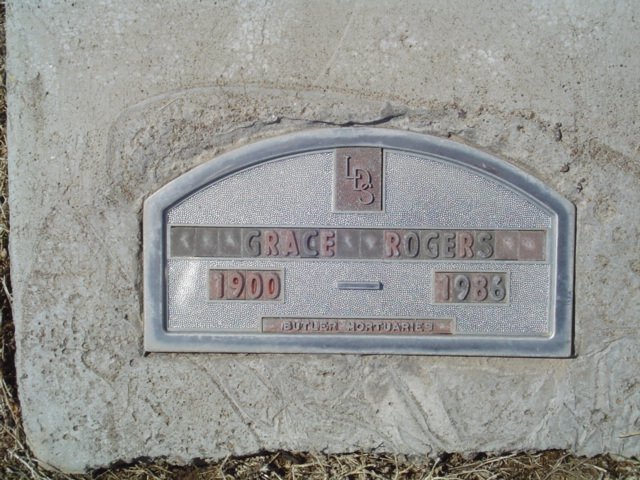 LDS
GRACE ROGERS
1900 — 1986
BUTLER MORTUARIES